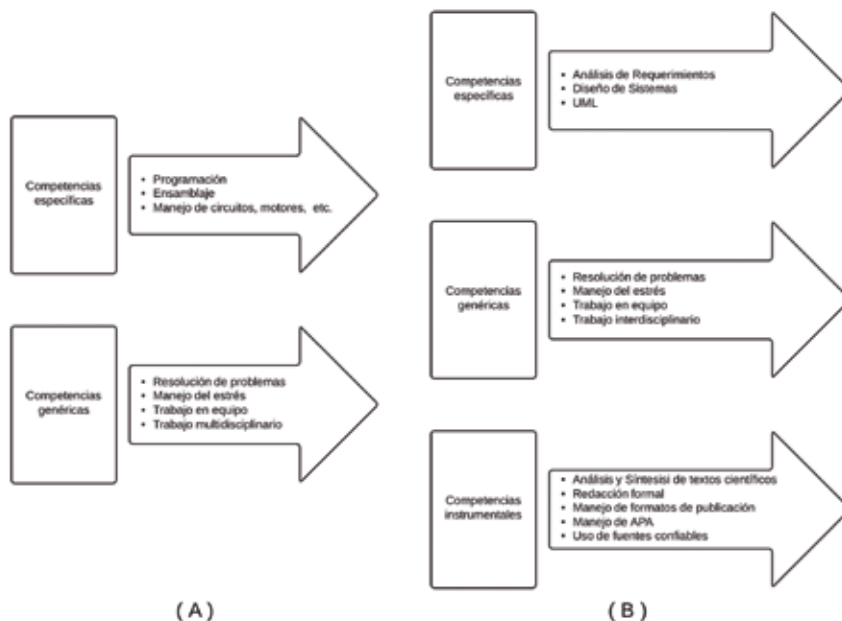 Competencias
específicas
• Programación
• Ensamblaje
• Manejo de circuitos, motores, etc.
Competencias
genéricas
• Resolución de problemas
• Manejo del estrés
• Trabajo en equipo
• Trabajo multidisciplinario
( A )
Competencias
específicas
• Análisis de Requerimientos
• Diseño de Sistemas
• UML
Competencias
genéricas
• Resolución de problemas
• Manejo del estrés
• Trabajo en equipo
• Trabajo interdisciplinario
Competencias
instrumentales
• Análisis y Síntesisi de textos científicos
• Redacción formal
• Manejo de formatos de publicación
• Manejo de APA
• Uso de fuentes confiables
( B )